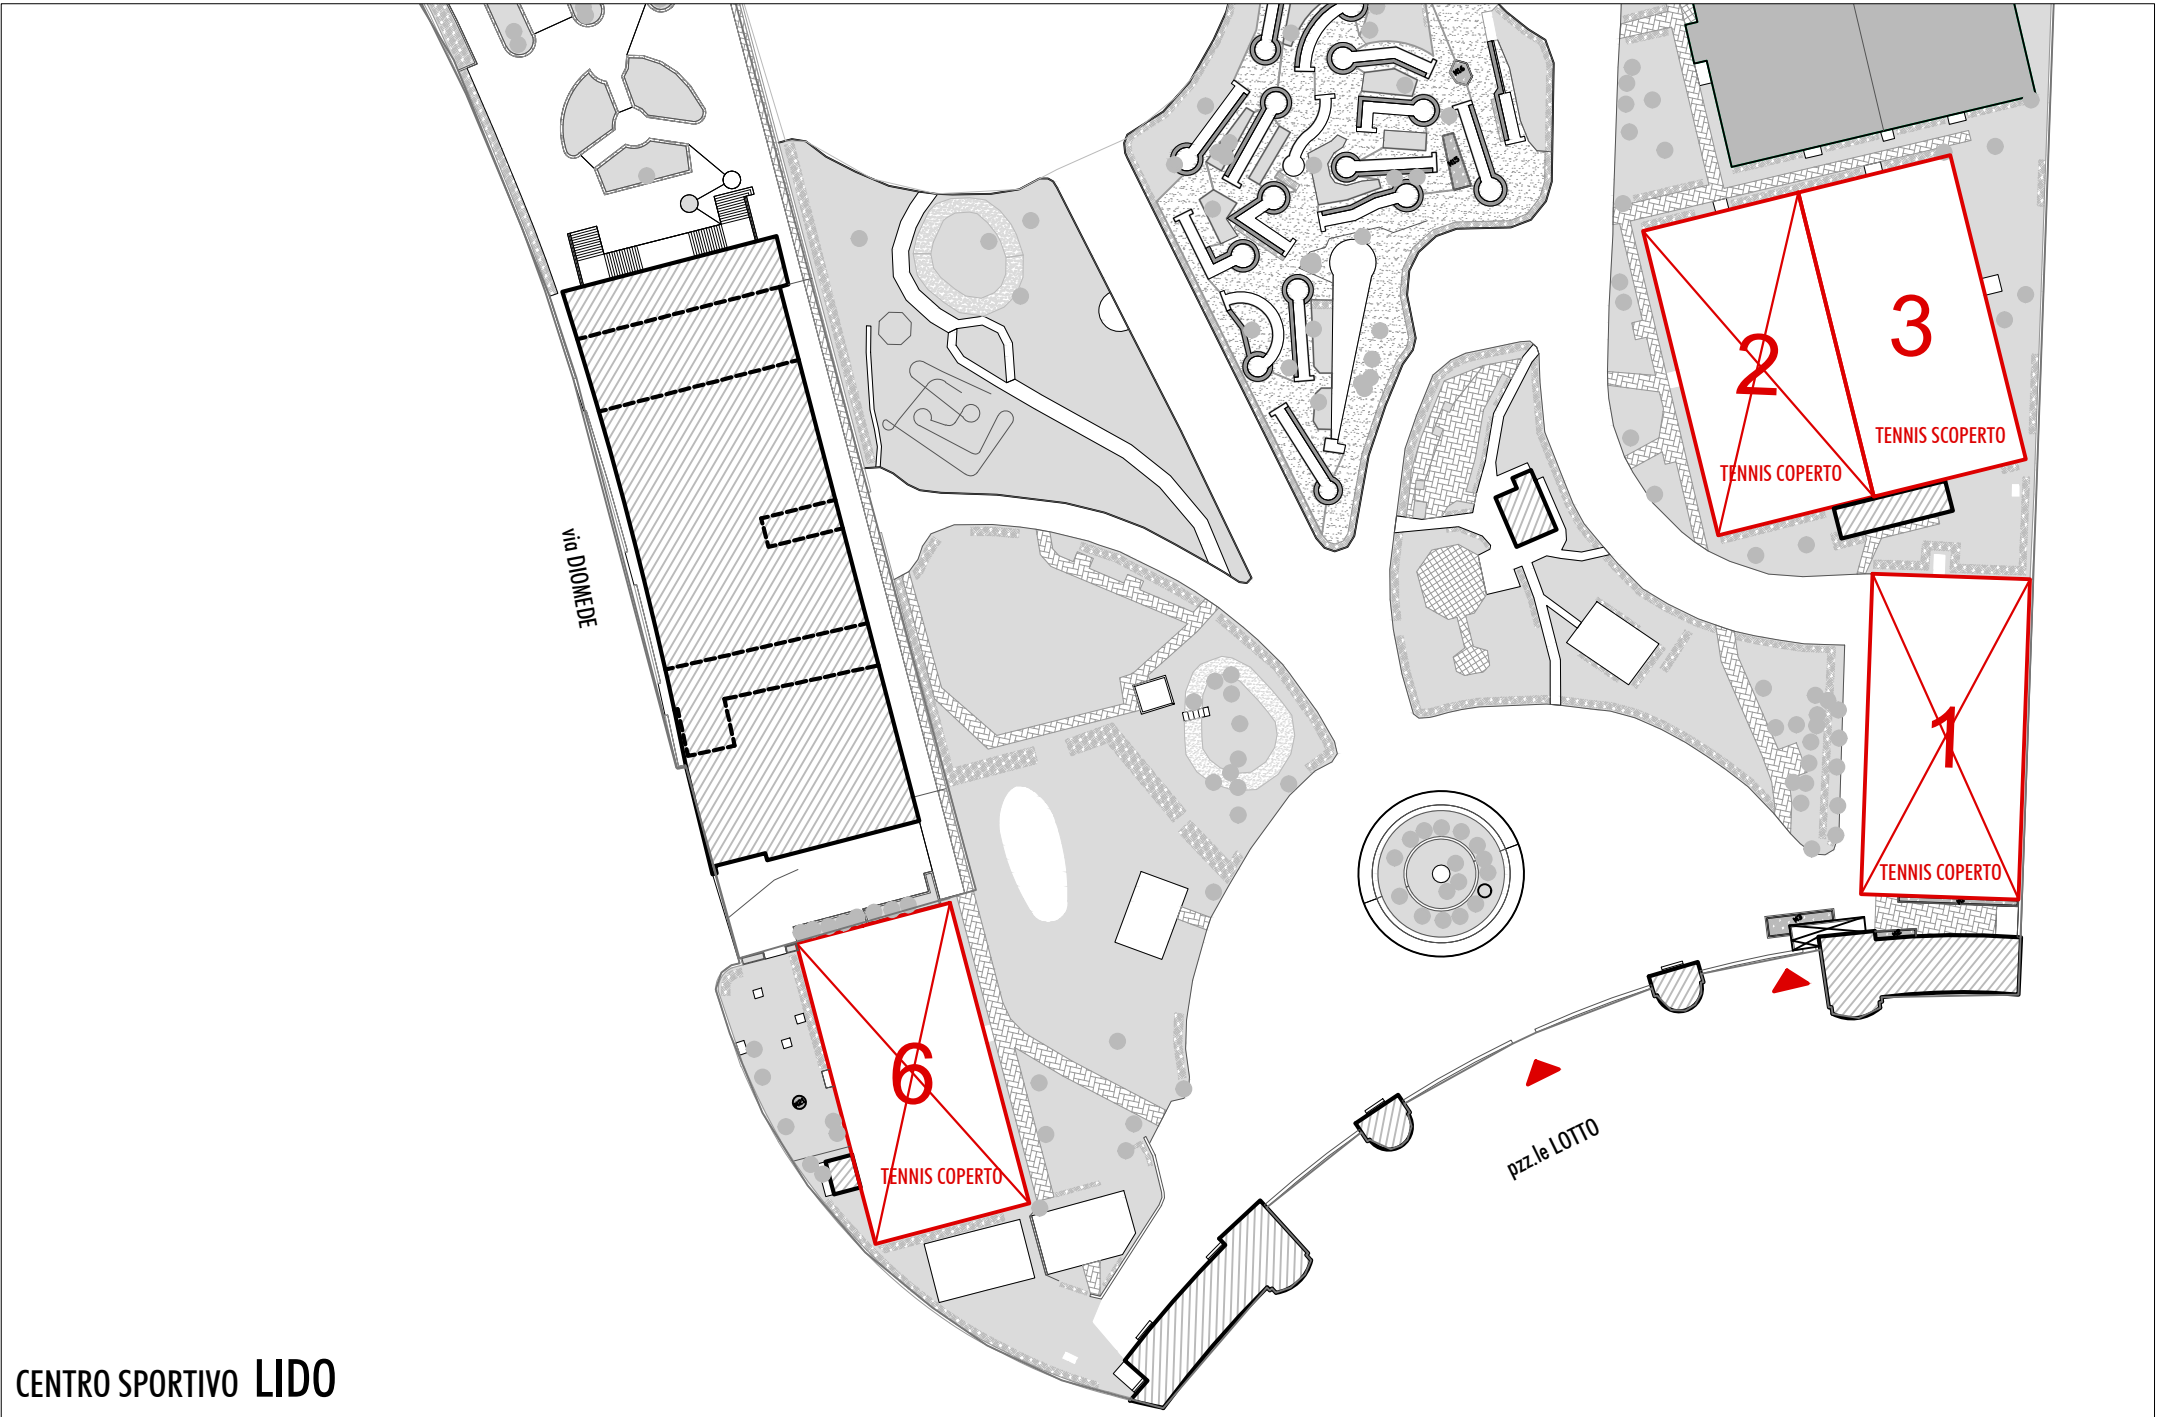 2
3
TENNIS SCOPERTO
TENNIS COPERTO
via DIOMEDE
1
TENNIS COPERTO
6
TENNIS COPERTO
pzz.le LOTTO
CENTRO SPORTIVO LIDO